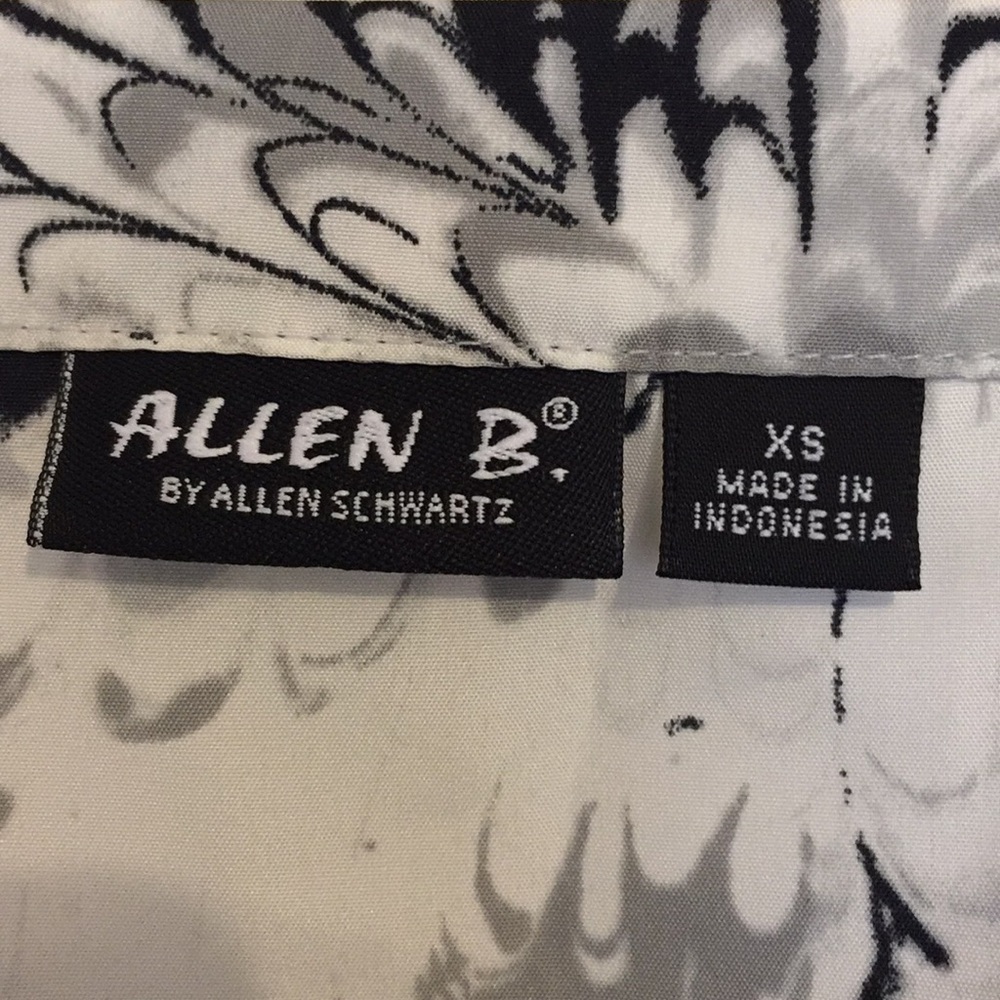 ALLEN B.®
BY ALLEN SCHWARTZ
XS
MADE IN
INDONESIA